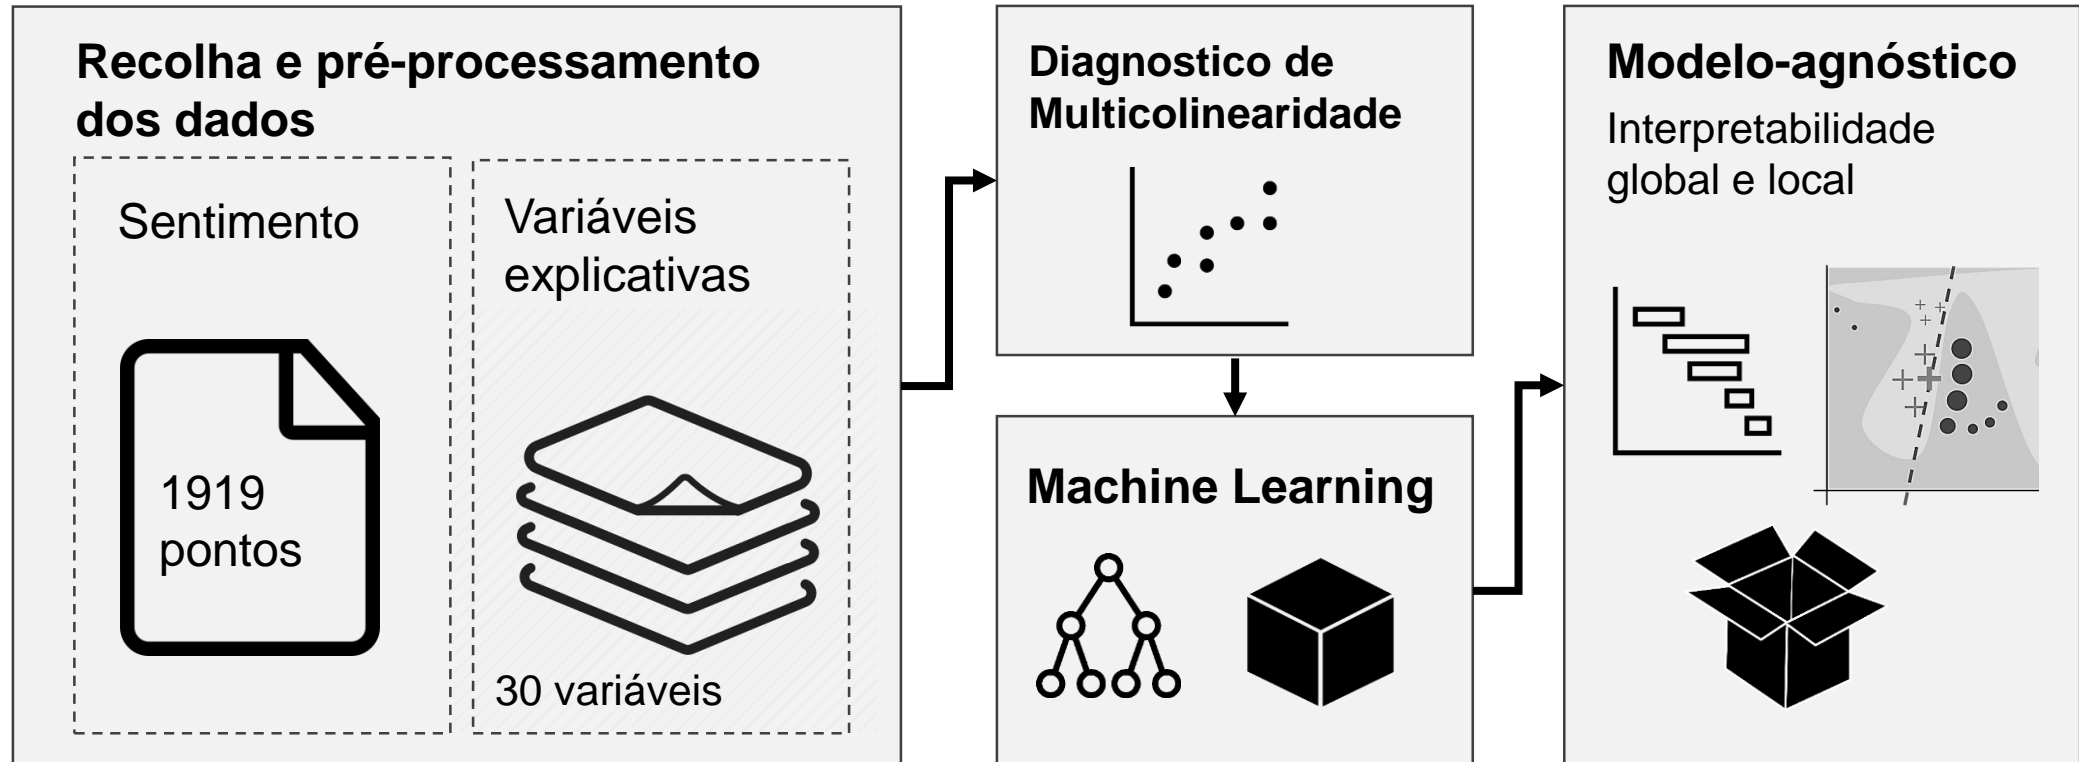 Recolha e pré-processamento
dos dados
Sentimento
1919
pontos
Variáveis
explicativas
30 variáveis
Diagnostico de
Multicolinearidade
Machine Learning
Modelo-agnóstico
Interpretabilidade
global e local